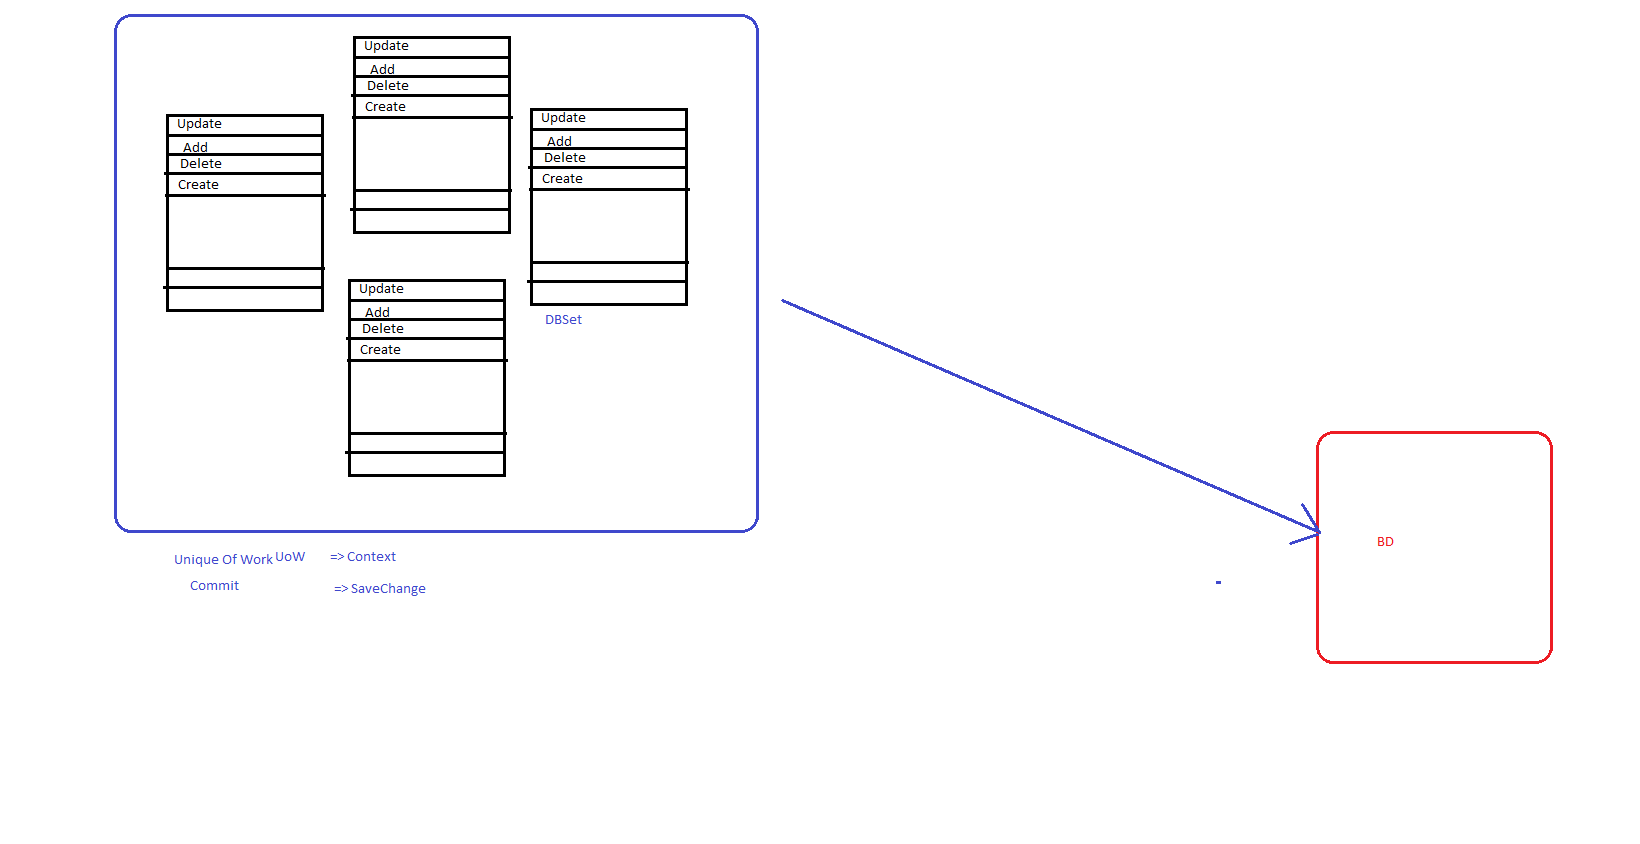 Update
Add
Delete
Create
Update
Add
Delete
Create
Update
Add
Delete
Create
Update
Add
Delete
Create
DBSet
Unique Of Work UoW => Context
Commit => SaveChange
BD